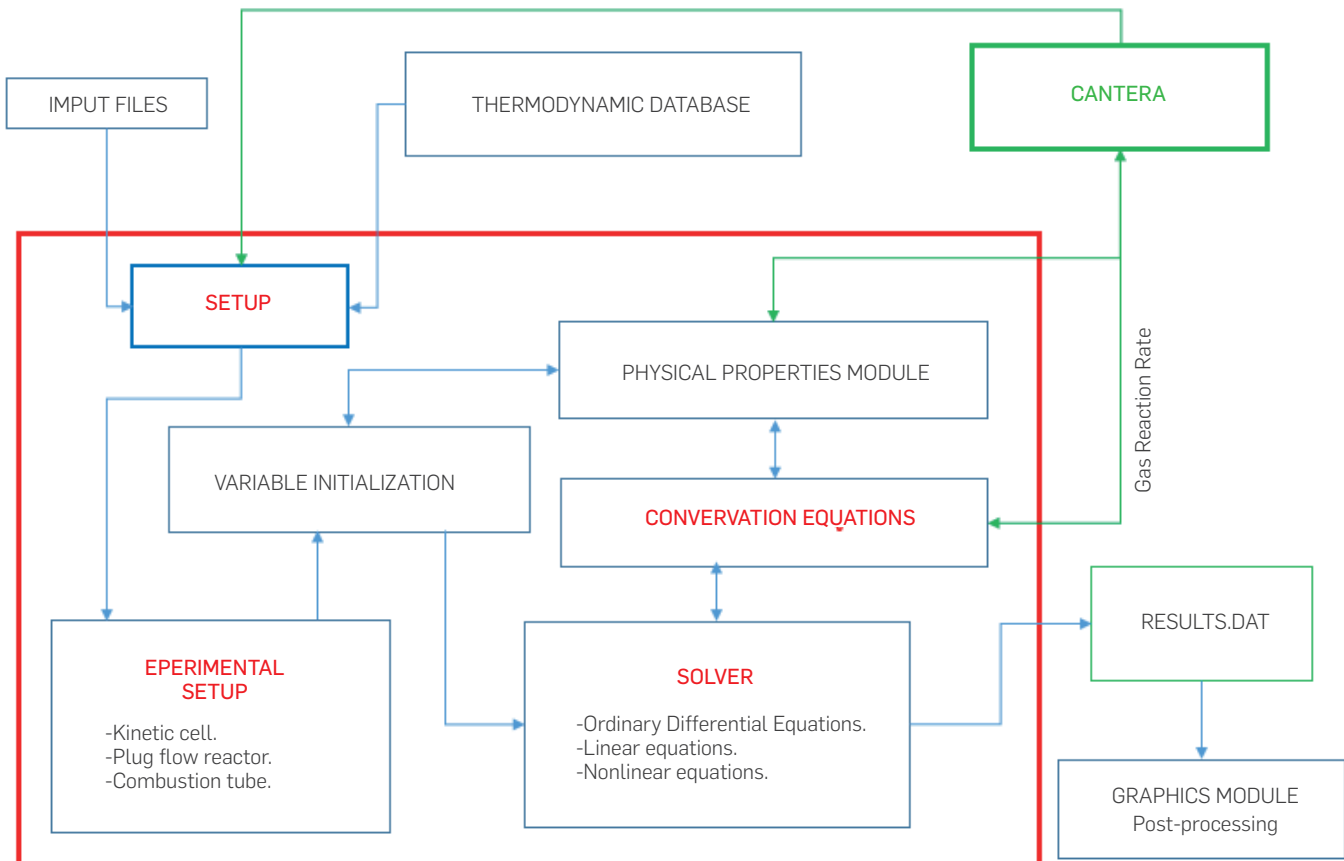 IMPUT FILES
THERMODYNAMIC DATABASE
CANTERA
SETUP
PHYSICAL PROPERTIES MODULE
VARIABLE INITIALIZATION
CONVERVATION EQUATIONS
Gas Reaction Rate
EPERIMENTAL
SETUP
-Kinetic cell.
-Plug flow reactor.
-Combustion tube.
SOLVER
-Ordinary Differential Equations.
-Linear equations.
-Nonlinear equations.
RESULTS.DAT
GRAPHICS MODULE
Post-processing